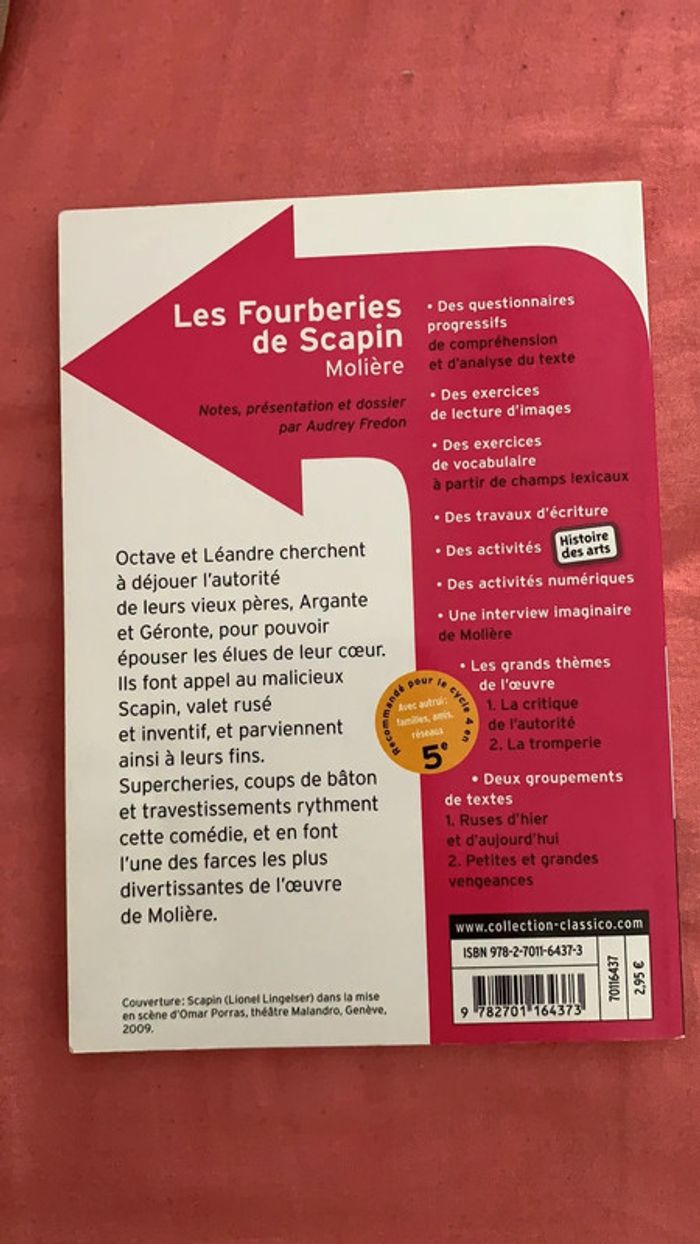 Les Fourberies
de Scapin
Molière
Notes, présentation et dossier
par Audrey Fredon
Octave et Léandre cherchent
à déjouer l'autorité
de leurs vieux pères, Argante
et Géronte, pour pouvoir
épouser les élues de leur cœur.
Ils font appel au malicieux
Scapin, valet rusé
et inventif, et parviennent
ainsi à leurs fins.
Supercheries, coups de bâton
et travestissements rythment
cette comédie, et en font
l'une des farces les plus
divertissantes de l'œuvre
de Molière.
Couverture : Scapin (Lionel Lingelser) dans la mise
en scène d'Omar Porras, théâtre Malandro, Genève,
2009.
• Des questionnaires
progressifs
de compréhension
et d'analyse du texte
• Des exercices
de lecture d'images
• Des exercices
de vocabulaire
à partir de champs lexicaux
• Des travaux d'écriture
• Des activités Histoire
des arts
• Des activités numériques
• Une interview imaginaire
de Molière
• Les grands thèmes
de l'œuvre
1. La critique
de l'autorité
2. La tromperie
• Deux groupements
de textes
1. Ruses d'hier
et d'aujourd'hui
2. Petites et grandes
vengeances
Recommandé pour le cycle 4 en
Avec autrui :
familles, amis,
réseaux
5e
www.collection-classico.com
ISBN 978-2-7011-6437-3
9 782701 164373
70116437
2,95 €